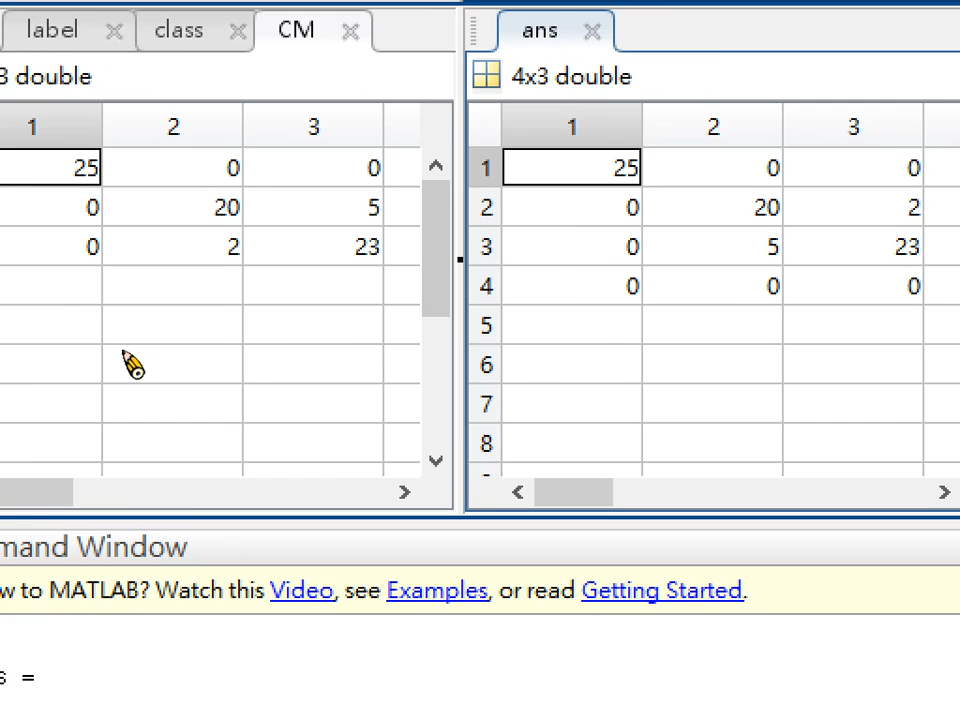 label class CM ans
3 double 4x3 double
1 2 3 1 2 3
25 0 0 1 25 0 0
0 20 5 2 0 20 2
0 2 23 3 0 5 23
4 0 0 0
5
6
7
8
mand Window
w to MATLAB? Watch this Video, see Examples, or read Getting Started.
s =